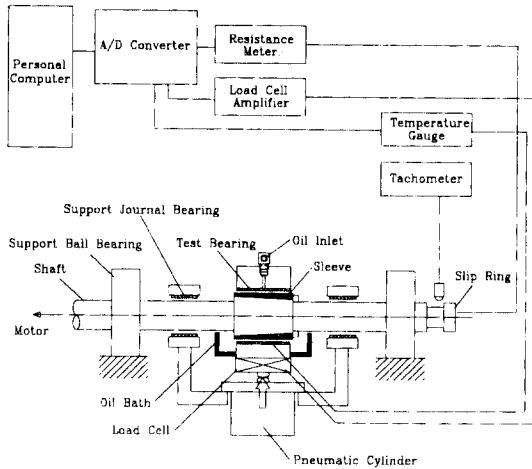 Personal
Computer
A/D Converter
Resistance
Meter
Load Cell
Amplifier
Temperature
Gauge
Tachometer
Support Journal Bearing
Support Ball Bearing
Shaft
Test Bearing
Oil Inlet
Sleeve
Slip Ring
Motor
Oil Bath
Load Cell
Pneumatic Cylinder